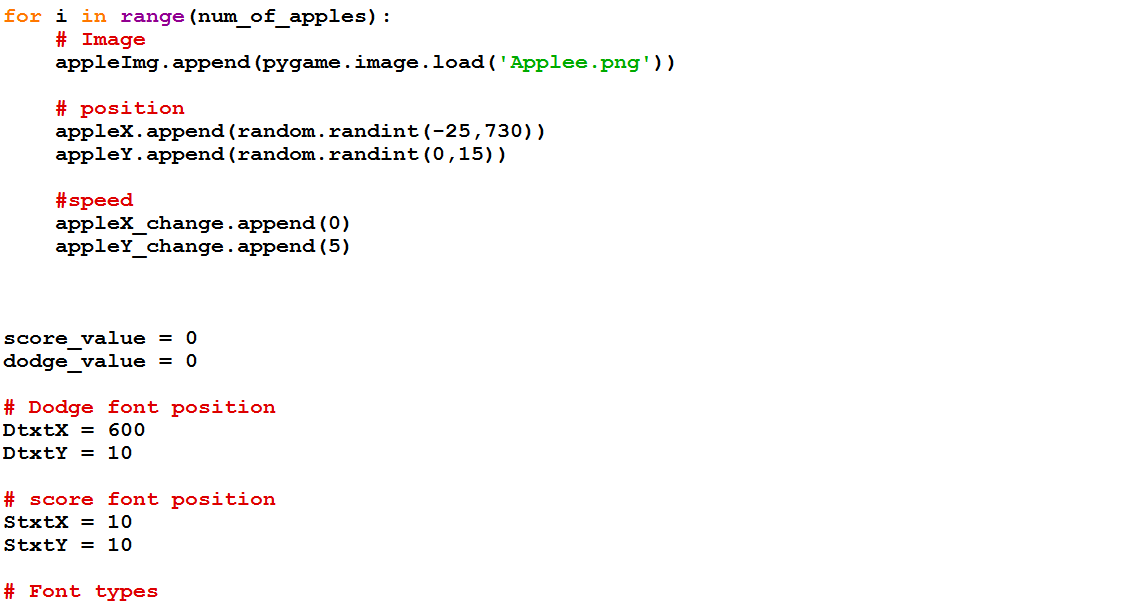 for i in range(num_of_apples):
    # Image
    appleImg.append(pygame.image.load('Applee.png'))
    # position
    appleX.append(random.randint(-25,730))
    appleY.append(random.randint(0,15))
    #speed
    appleX_change.append(0)
    appleY_change.append(5)
score_value = 0
dodge_value = 0
# Dodge font position
DtxtX = 600
DtxtY = 10
# score font position
StxtX = 10
StxtY = 10
# Font types